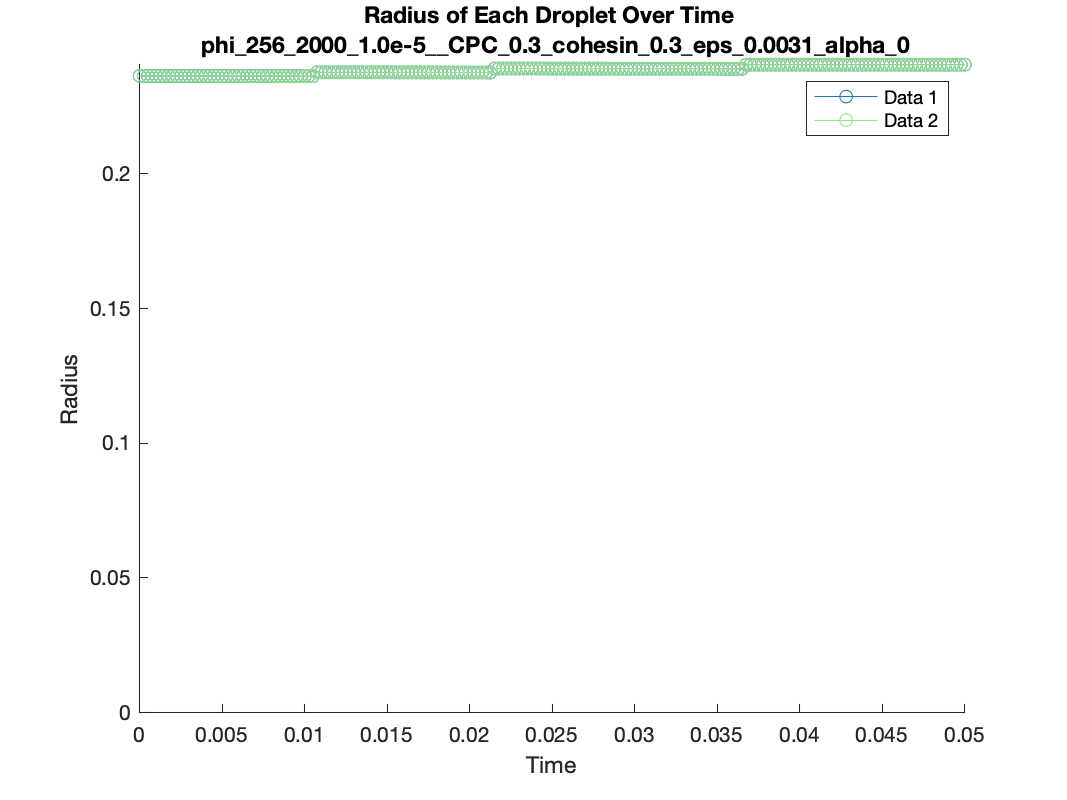 Radius of Each Droplet Over Time
phi_256_2000_1.0e-5__CPC_0.3_cohesin_0.3_eps_0.0031_alpha_0
Data 1
Data 2
0.2
0.15
0.1
0.05
0
Radius
0 0.005 0.01 0.015 0.02 0.025 0.03 0.035 0.04 0.045 0.05
Time